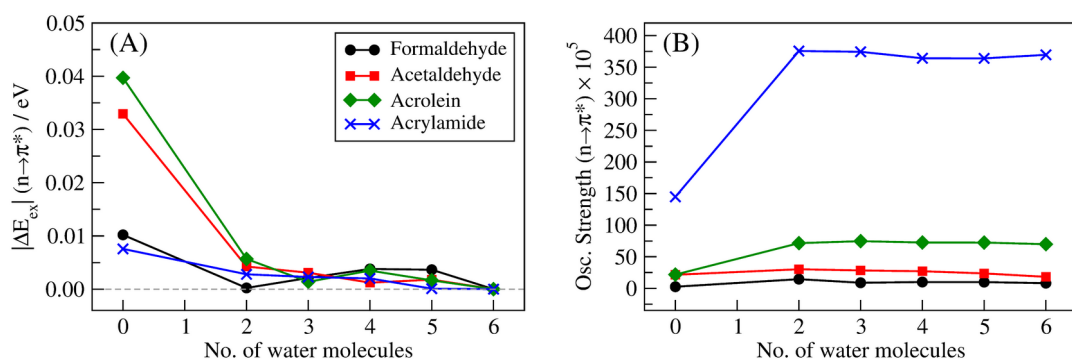 (A)
|ΔE_ex| (n→π*) / eV
0.05
0.04
0.03
0.02
0.01
0.00
0 1 2 3 4 5 6
No. of water molecules
Formaldehyde
Acetaldehyde
Acrolein
Acrylamide
(B)
Osc. Strength (n→π*) × 10⁵
400
350
300
250
200
150
100
50
0
0 1 2 3 4 5 6
No. of water molecules